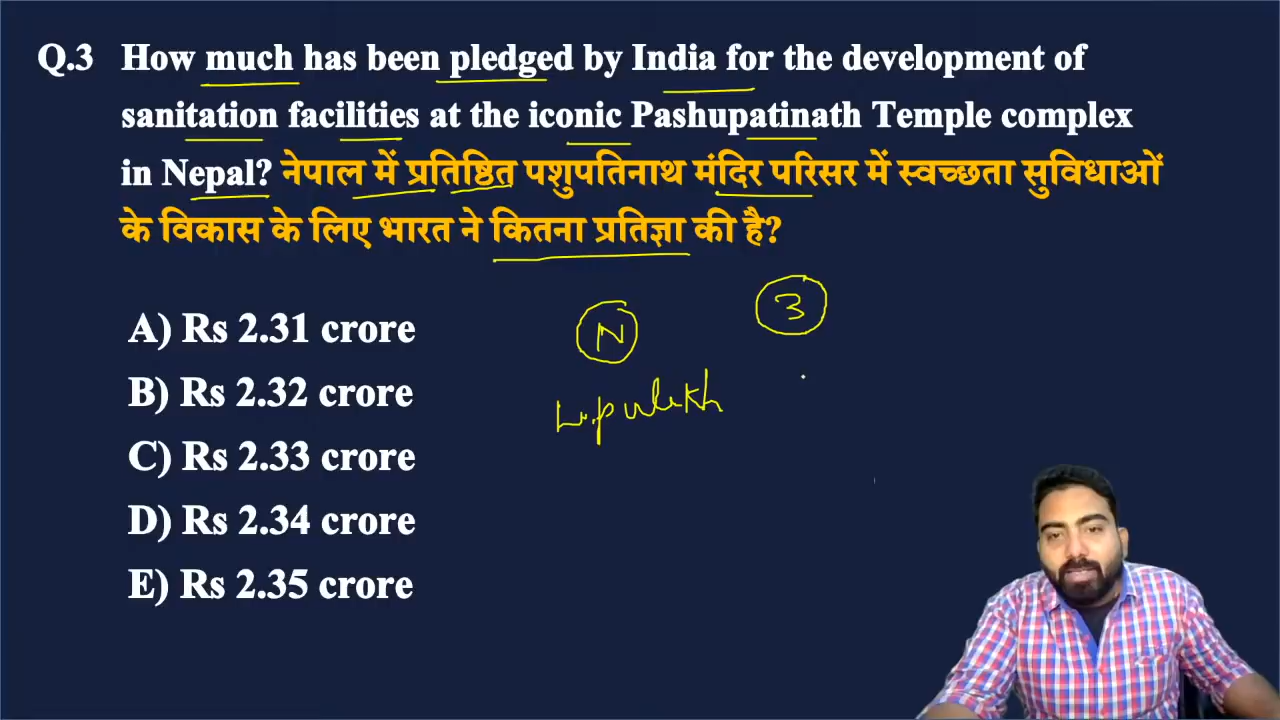 Q.3 How much has been pledged by India for the development of
sanitation facilities at the iconic Pashupatinath Temple complex
in Nepal? नेपाल में प्रतिष्ठित पशुपतिनाथ मंदिर परिसर में स्वच्छता सुविधाओं
के विकास के लिए भारत ने कितना प्रतिज्ञा की है?
A) Rs 2.31 crore
N
3
B) Rs 2.32 crore
Lipulekh
C) Rs 2.33 crore
D) Rs 2.34 crore
E) Rs 2.35 crore